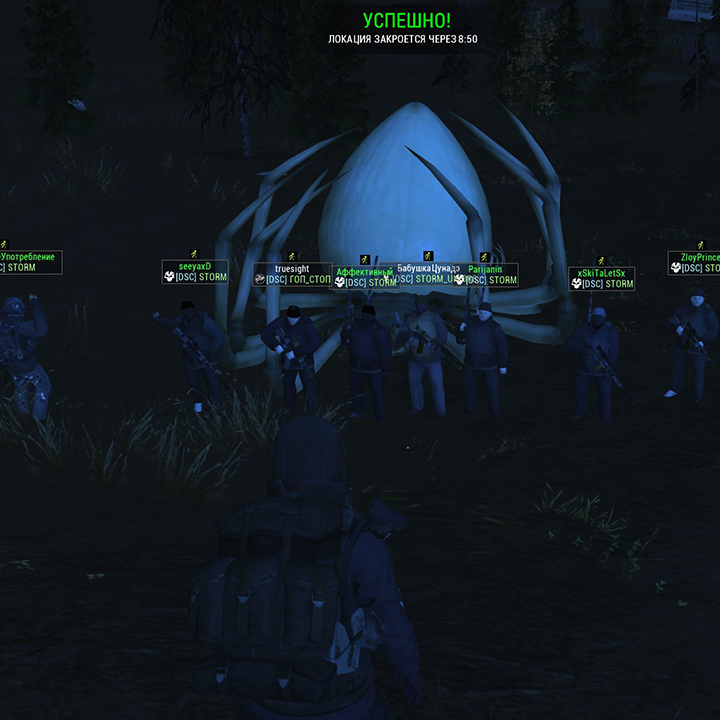 УСПЕШНО!
ЛОКАЦИЯ ЗАКРОЕТСЯ ЧЕРЕЗ 8:50
Употребление
STORM
seeyaxD
[DSC] STORM
truesight
[DSC] ГОП_СТОП
Аффективный
[DSC] STORM
БабушкаЦунадэ
[DSC] STORM_U
Parijanin
[DSC] STORM
xSkiTaLetSx
[DSC] STORM
ZloyPrince
[DSC] STO